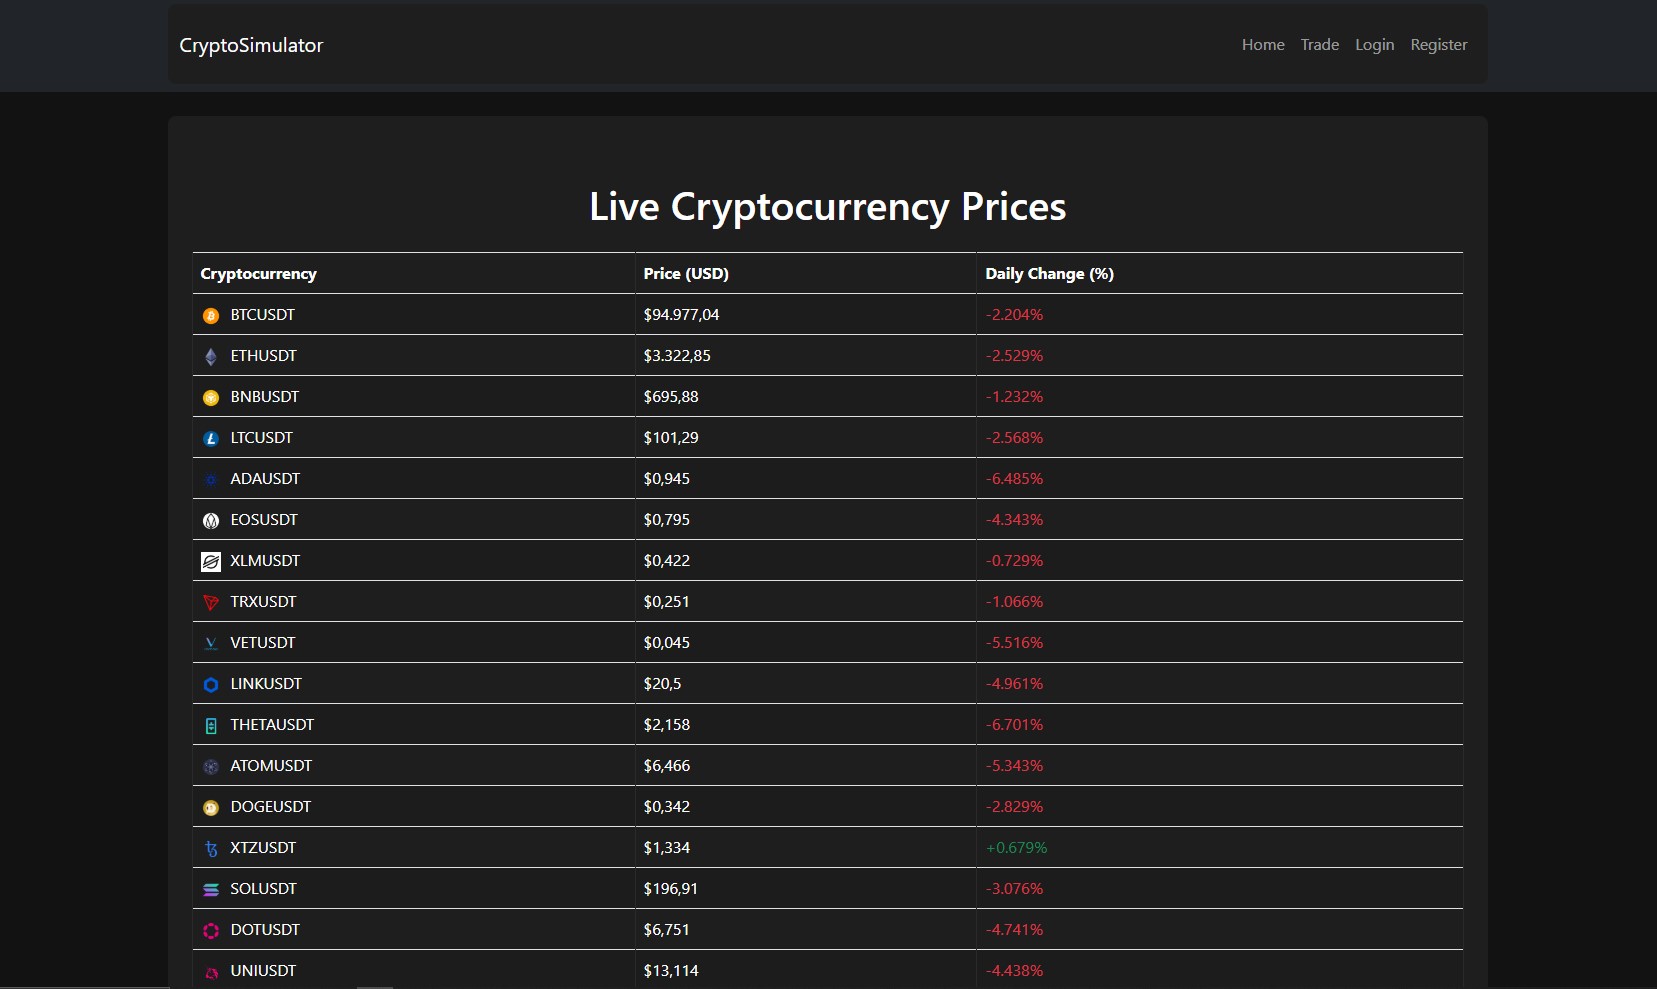 CryptoSimulator Home Trade Login Register
Live Cryptocurrency Prices
Cryptocurrency Price (USD) Daily Change (%)
BTCUSDT $94.977,04 -2.204%
ETHUSDT $3.322,85 -2.529%
BNBUSDT $695,88 -1.232%
LTCUSDT $101,29 -2.568%
ADAUSDT $0,945 -6.485%
EOSUSDT $0,795 -4.343%
XLMUSDT $0,422 -0.729%
TRXUSDT $0,251 -1.066%
VETUSDT $0,045 -5.516%
LINKUSDT $20,5 -4.961%
THETAUSDT $2,158 -6.701%
ATOMUSDT $6,466 -5.343%
DOGEUSDT $0,342 -2.829%
XTZUSDT $1,334 +0.679%
SOLUSDT $196,91 -3.076%
DOTUSDT $6,751 -4.741%
UNIUSDT $13,114 -4.438%